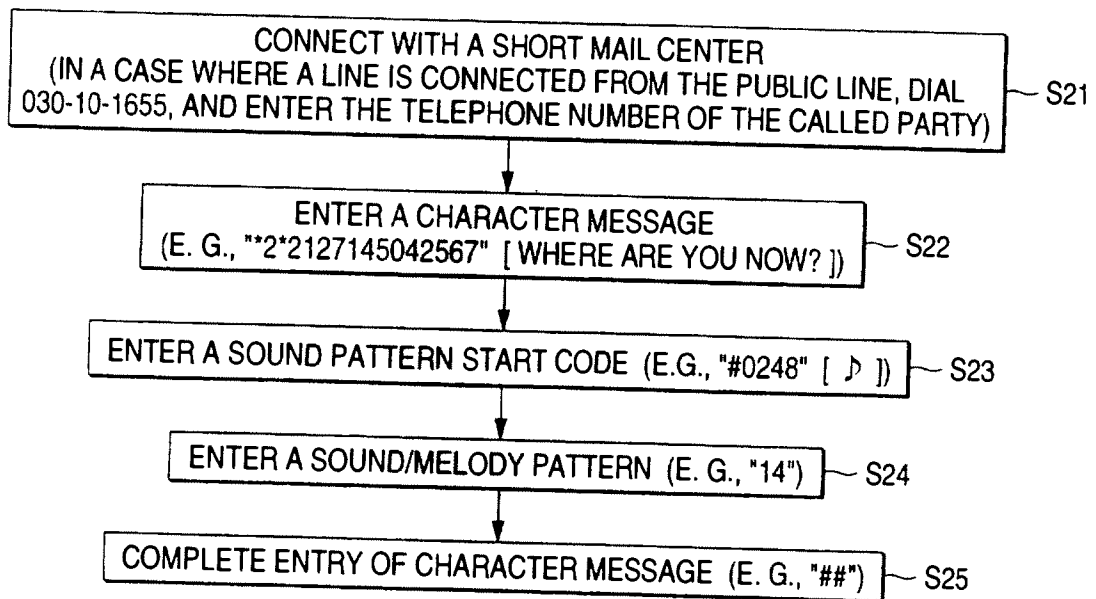 CONNECT WITH A SHORT MAIL CENTER
(IN A CASE WHERE A LINE IS CONNECTED FROM THE PUBLIC LINE, DIAL
030-10-1655, AND ENTER THE TELEPHONE NUMBER OF THE CALLED PARTY)
S21
ENTER A CHARACTER MESSAGE
(E. G., "*2*2127145042567" [ WHERE ARE YOU NOW? ])
S22
ENTER A SOUND PATTERN START CODE (E.G., "#0248" [ ♪ ])
S23
ENTER A SOUND/MELODY PATTERN (E. G., "14")
S24
COMPLETE ENTRY OF CHARACTER MESSAGE (E. G., "##")
S25